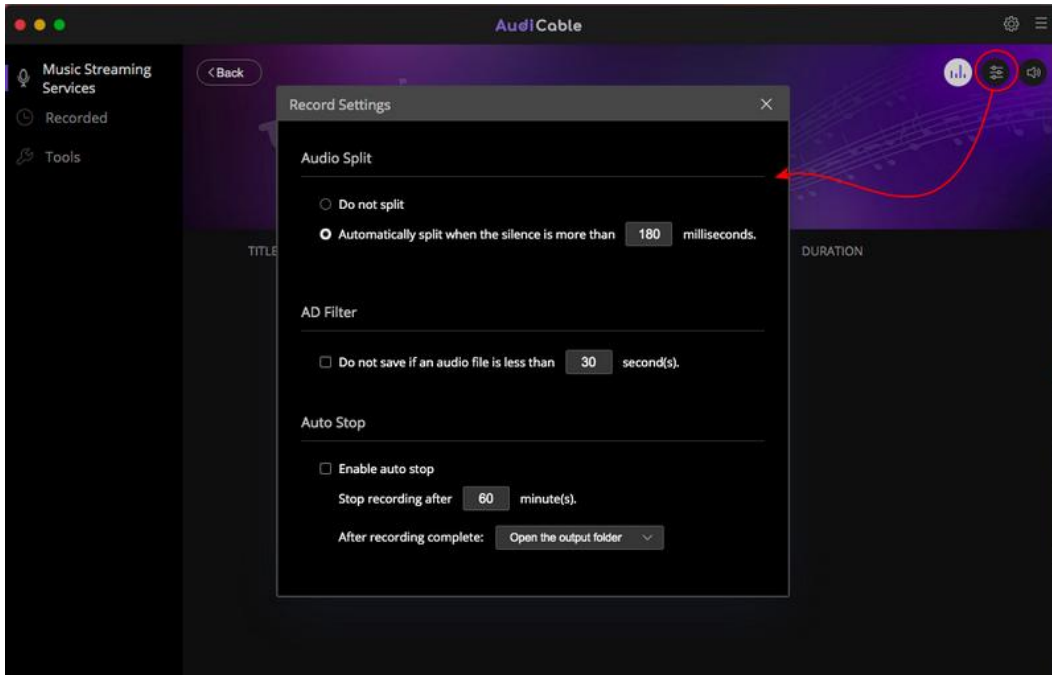 AudiCable
Music Streaming
Services
Recorded
Tools
Back
Record Settings
Audio Split
Do not split
Automatically split when the silence is more than 180 milliseconds.
TITLE
DURATION
AD Filter
Do not save if an audio file is less than 30 second(s).
Auto Stop
Enable auto stop
Stop recording after 60 minute(s).
After recording complete: Open the output folder